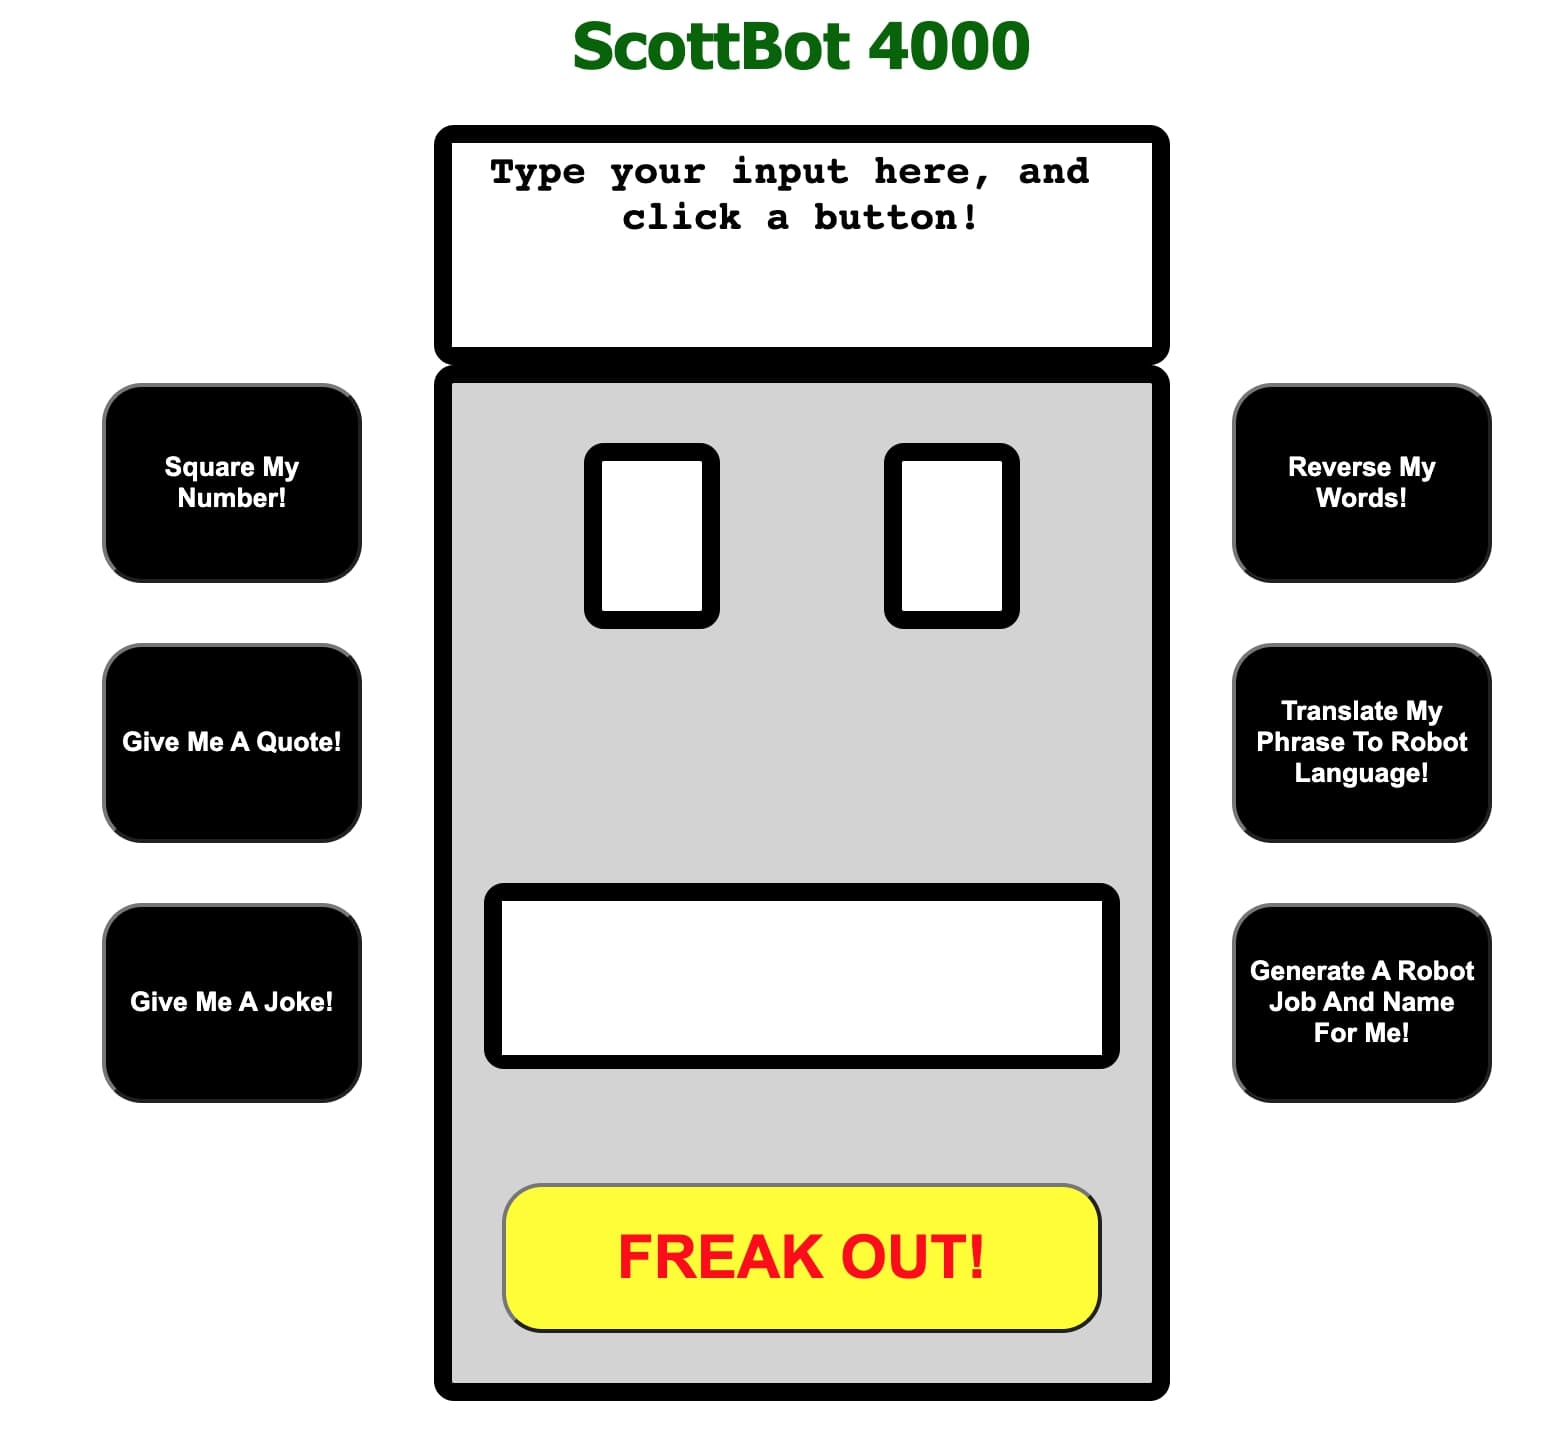 ScottBot 4000
Type your input here, and
click a button!
Square My
Number!
Give Me A Quote!
Give Me A Joke!
Reverse My
Words!
Translate My
Phrase To Robot
Language!
Generate A Robot
Job And Name
For Me!
FREAK OUT!